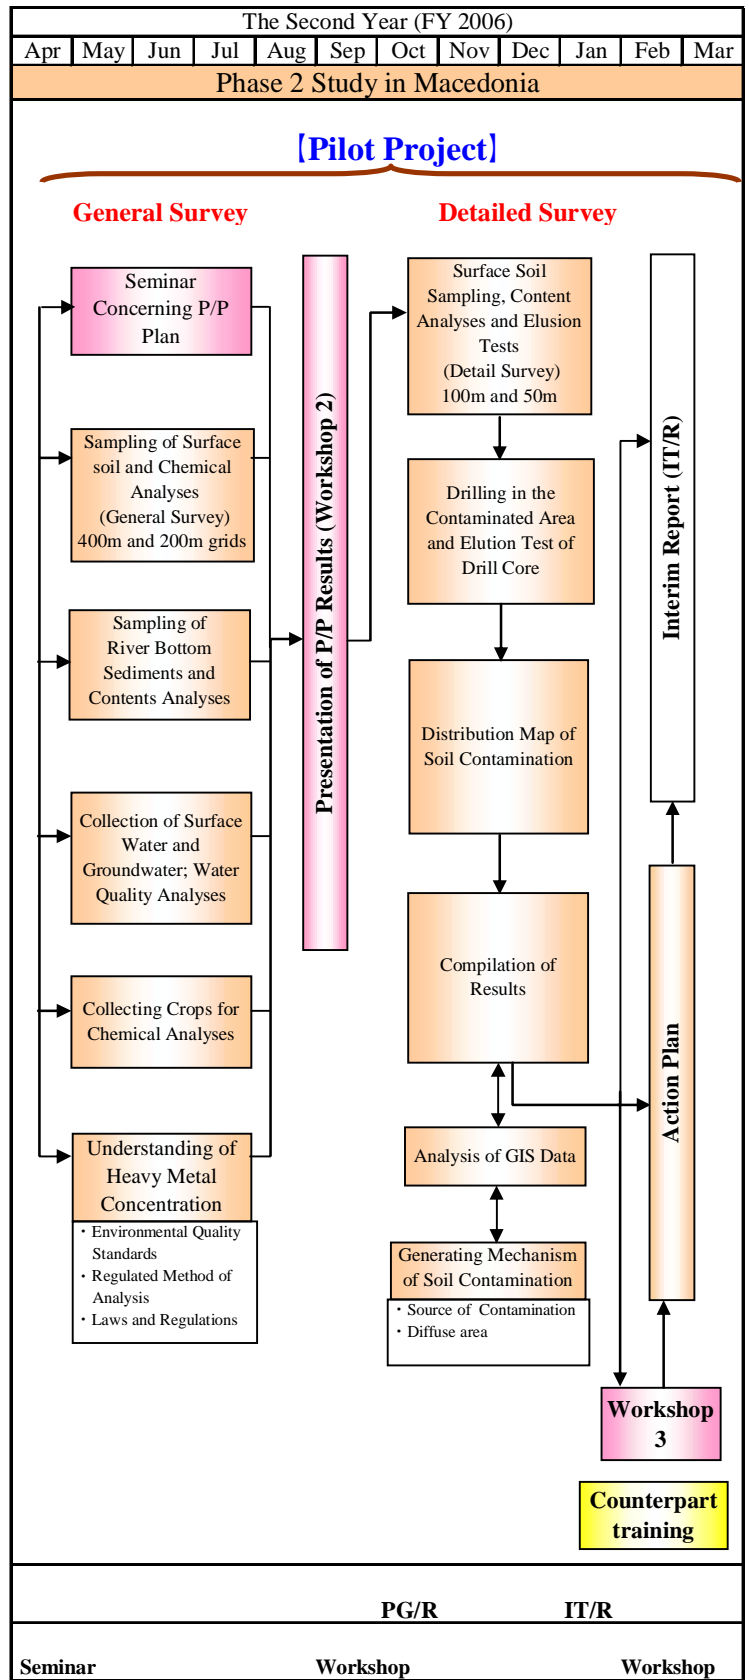 The Second Year (FY 2006)
Apr May Jun Jul Aug Sep Oct Nov Dec Jan Feb Mar
Phase 2 Study in Macedonia
【Pilot Project】
General Survey
Detailed Survey
Seminar
Concerning P/P
Plan
Sampling of Surface
soil and Chemical
Analyses
(General Survey)
400m and 200m grids
Sampling of
River Bottom
Sediments and
Contents Analyses
Collection of Surface
Water and
Groundwater; Water
Quality Analyses
Collecting Crops for
Chemical Analyses
Understanding of
Heavy Metal
Concentration
・Environmental Quality
Standards
・Regulated Method of
Analysis
・Laws and Regulations
Presentation of P/P Results (Workshop 2)
Surface Soil
Sampling, Content
Analyses and Elusion
Tests
(Detail Survey)
100m and 50m
Drilling in the
Contaminated Area
and Elution Test of
Drill Core
Distribution Map of
Soil Contamination
Compilation of
Results
Analysis of GIS Data
Generating Mechanism
of Soil Contamination
・Source of Contamination
・Diffuse area
Interim Report (IT/R)
Action Plan
Workshop
3
Counterpart
training
PG/R IT/R
Seminar Workshop Workshop